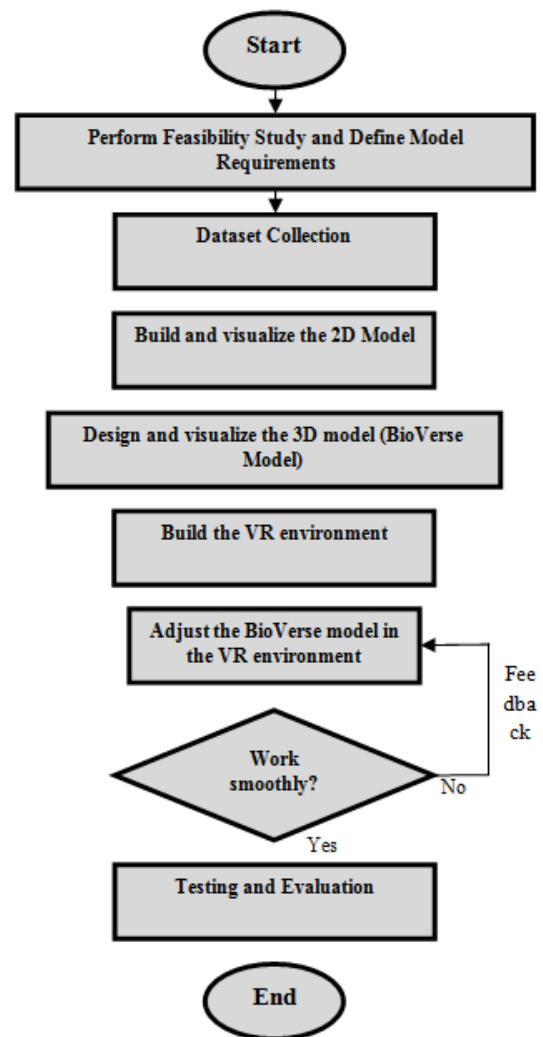 Start
Perform Feasibility Study and Define Model
Requirements
Dataset Collection
Build and visualize the 2D Model
Design and visualize the 3D model (BioVerse
Model)
Build the VR environment
Adjust the BioVerse model in
the VR environment
Fee
dba
ck
Work
smoothly?
No
Yes
Testing and Evaluation
End